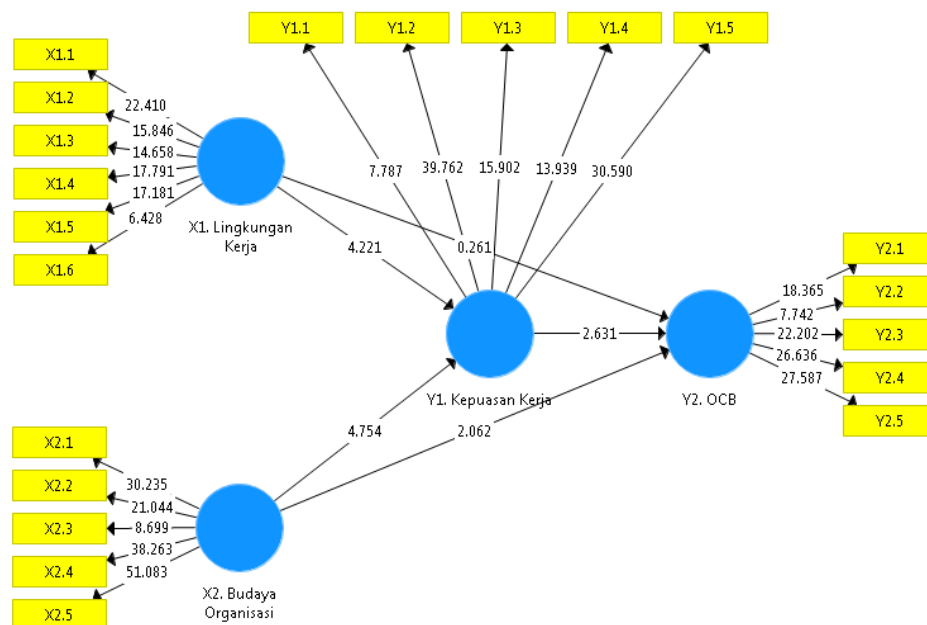 Y1.1
Y1.2
Y1.3
Y1.4
Y1.5
X1.1
X1.2
X1.3
X1.4
X1.5
X1.6
22.410
15.846
14.658
17.791
17.181
6.428
X1. Lingkungan
Kerja
7.787
39.762
15.902
13.939
30.590
4.221
0.261
Y1. Kepuasan Kerja
2.631
Y2. OCB
18.365
7.742
22.202
26.636
27.587
Y2.1
Y2.2
Y2.3
Y2.4
Y2.5
4.754
2.062
X2.1
X2.2
X2.3
X2.4
X2.5
30.235
21.044
8.699
38.263
51.083
X2. Budaya
Organisasi